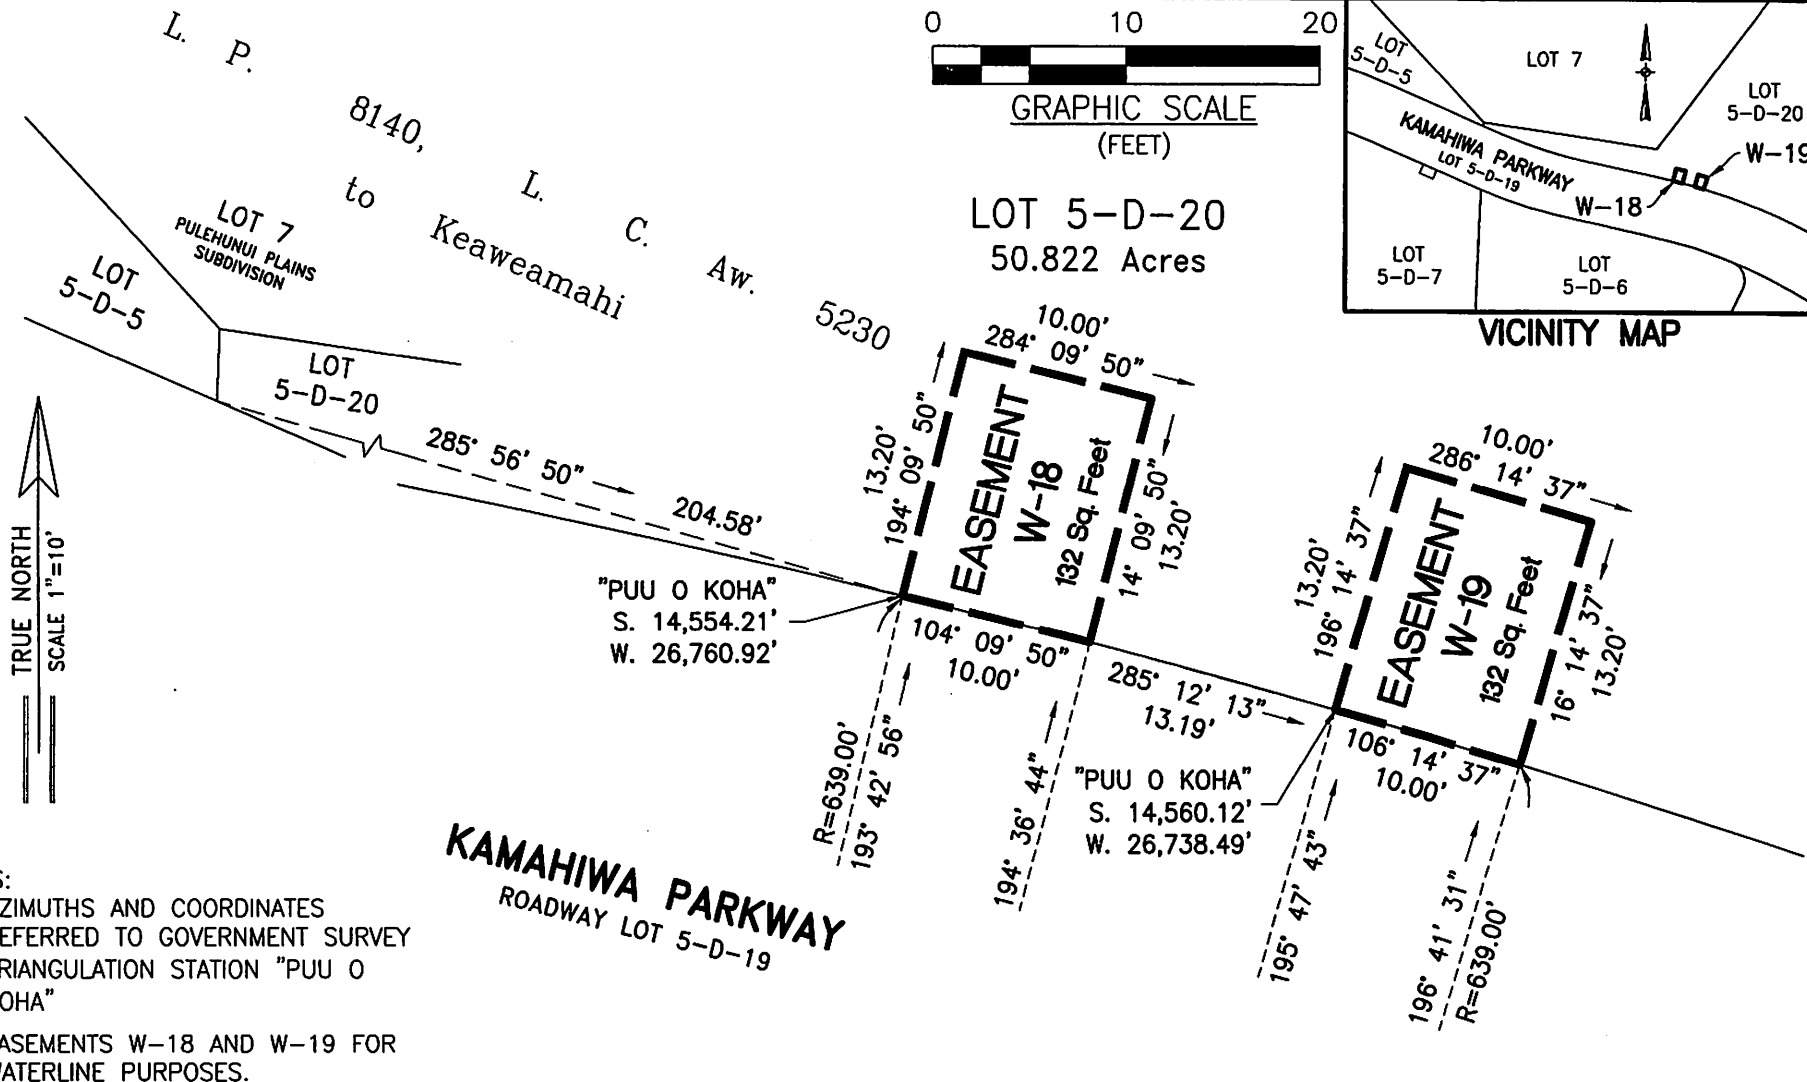 L. P. 8140, L. C. Aw. 5230
to Keaweamahi
0 10 20
GRAPHIC SCALE
(FEET)
LOT 5-D-20
50.822 Acres
LOT
5-D-5
LOT 7
LOT
5-D-20
KAMAHIWA PARKWAY
LOT 5-D-19
W-19
W-18
LOT
5-D-7
LOT
5-D-6
VICINITY MAP
LOT 7
PULEHUNUI PLAINS
SUBDIVISION
LOT
5-D-5
LOT
5-D-20
285° 56' 50"
204.58'
TRUE NORTH
SCALE 1"=10'
10.00'
284° 09' 50"
194° 09' 50"
13.20'
EASEMENT
W-18
132 Sq. Feet
14° 09' 50"
13.20'
104° 09' 50"
10.00'
"PUU O KOHA"
S. 14,554.21'
W. 26,760.92'
R=639.00'
193° 42' 56"
194° 36' 44"
285° 12' 13"
13.19'
10.00'
286° 14' 37"
196° 14' 37"
13.20'
EASEMENT
W-19
132 Sq. Feet
16° 14' 37"
13.20'
106° 14' 37"
10.00'
"PUU O KOHA"
S. 14,560.12'
W. 26,738.49'
195° 47' 43"
196° 41' 31"
R=639.00'
KAMAHIWA PARKWAY
ROADWAY LOT 5-D-19
S:
ZIMUTHS AND COORDINATES
EFERRED TO GOVERNMENT SURVEY
RIANGULATION STATION "PUU O
OHA"
ASEMENTS W-18 AND W-19 FOR
WATERLINE PURPOSES.